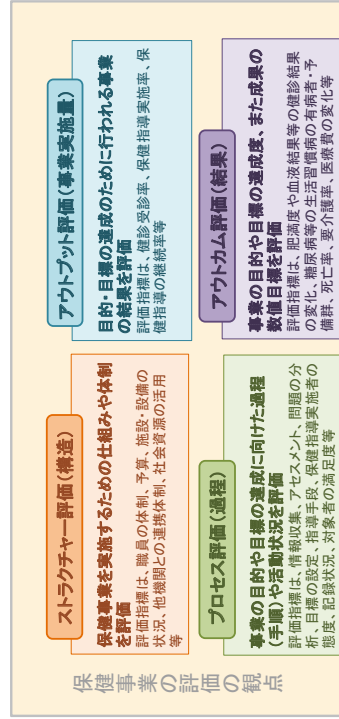 保健事業の評価の観点
ストラクチャー評価(構造)
保健事業を実施するための仕組みや体制
を評価
評価指標は、職員の体制、予算、施設・設備の
状況、他機関との連携体制、社会資源の活用
等
アウトプット評価(事業実施量)
目的・目標の達成のために行われる事業
の結果を評価
評価指標は、健診受診率、保健指導実施率、保
健指導の継続率等
プロセス評価(過程)
事業の目的や目標の達成に向けた過程
(手順)や活動状況を評価
評価指標は、情報収集、アセスメント、問題の分
析、目標の設定、指導手段、保健指導実施者の
態度、記録状況、対象者の満足度等
アウトカム評価(結果)
事業の目的や目標の達成度、また成果の
数値目標を評価
評価指標は、肥満度や血液結果等の健診結果
の変化、糖尿病等の生活習慣病の有病者・予
備群、死亡率、要介護率、医療費の変化等